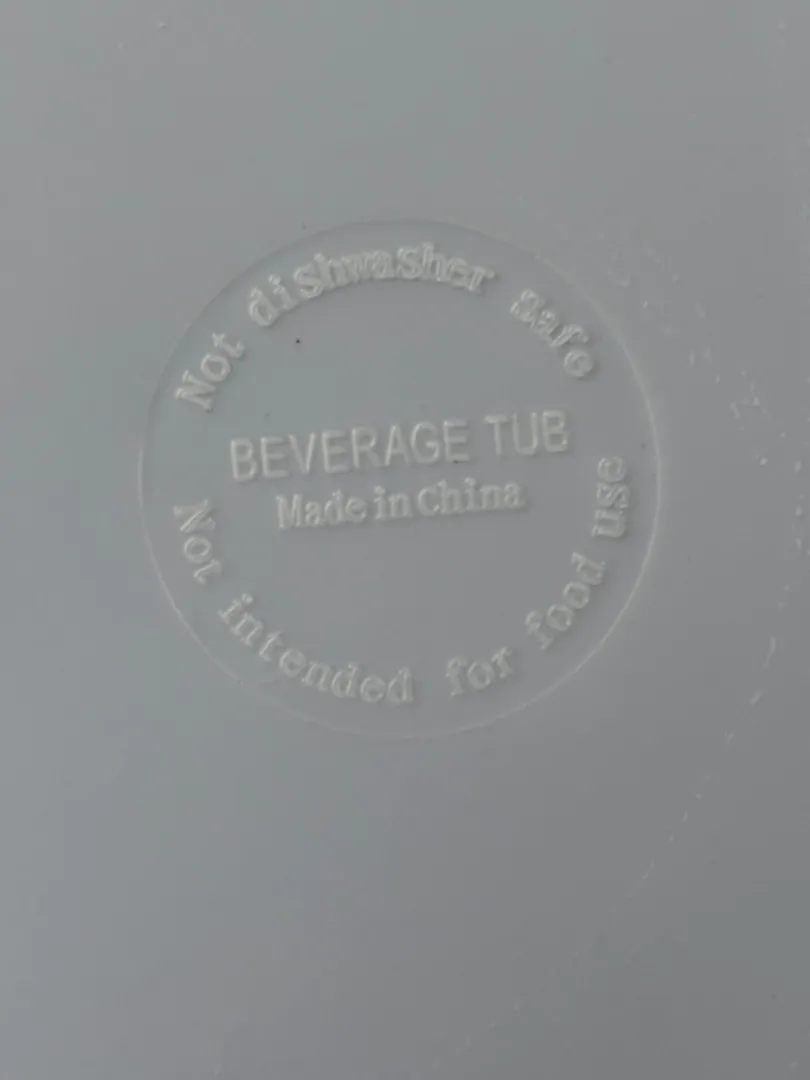 Not dishwasher safe
BEVERAGE TUB
Made in China
Not intended for food use